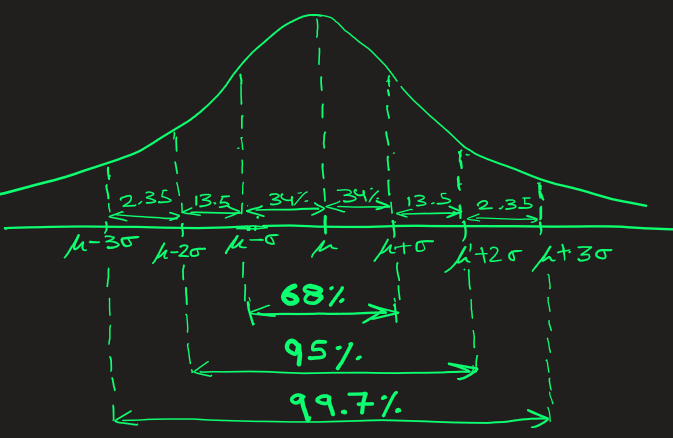 2.35 13.5 34% 34% 13.5 2.35
μ-3σ μ-2σ μ-σ μ μ+σ μ+2σ μ+3σ
68%
95%
99.7%